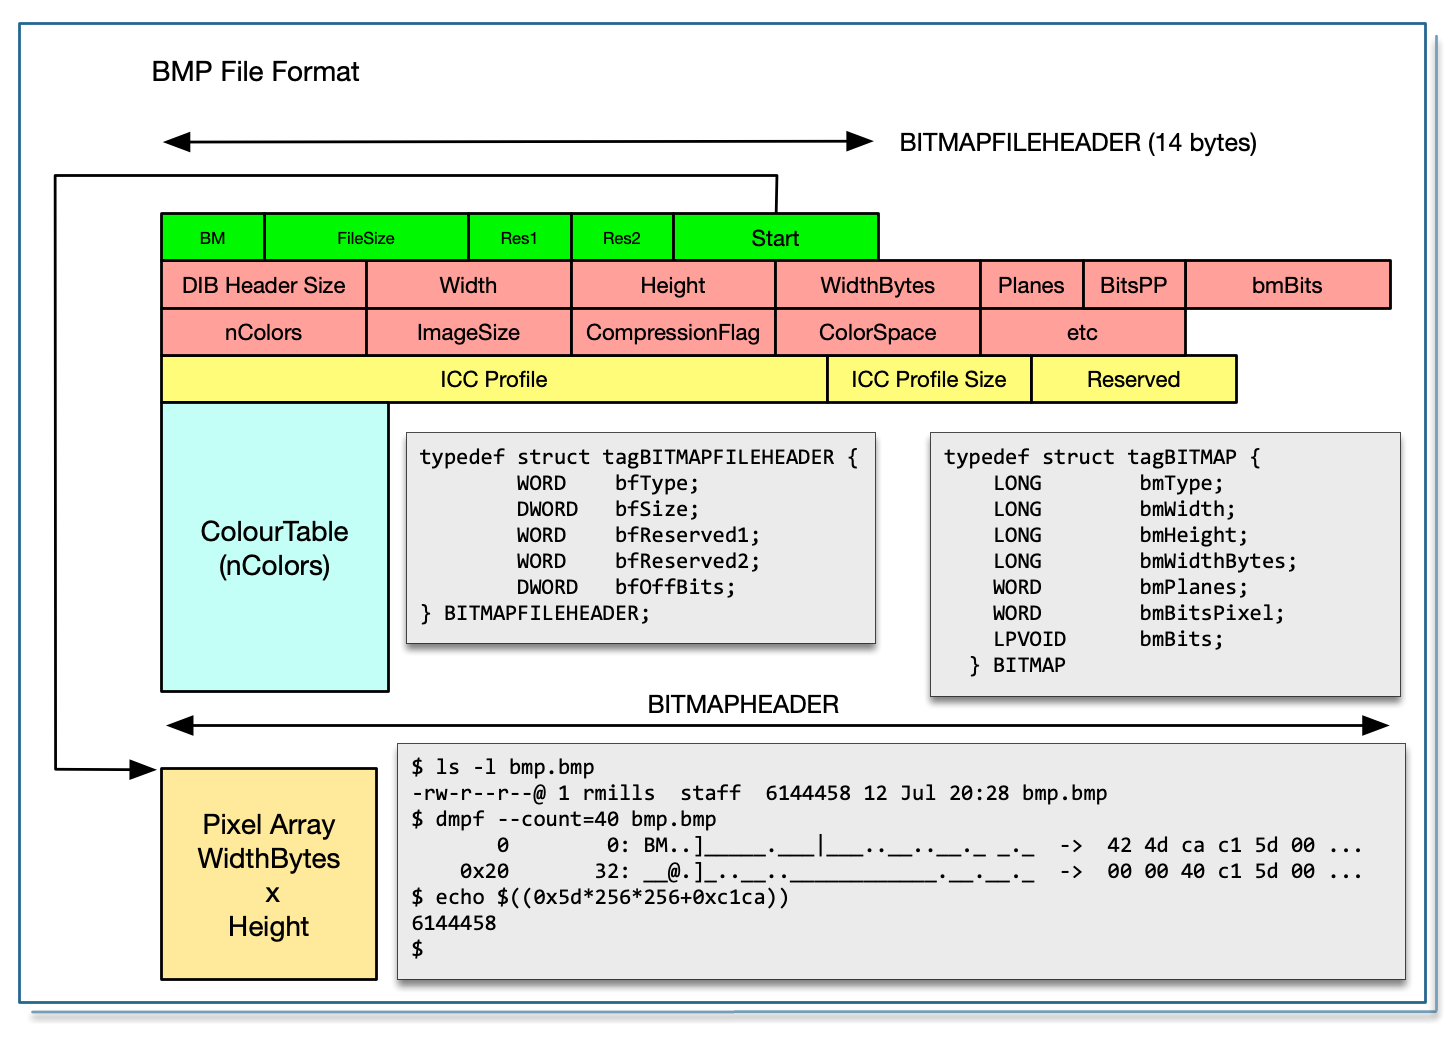 BMP File Format
BITMAPFILEHEADER (14 bytes)
BM FileSize Res1 Res2 Start
DIB Header Size Width Height WidthBytes Planes BitsPP bmBits
nColors ImageSize CompressionFlag ColorSpace etc
ICC Profile ICC Profile Size Reserved
ColourTable
(nColors)
typedef struct tagBITMAPFILEHEADER {
        WORD    bfType;
        DWORD   bfSize;
        WORD    bfReserved1;
        WORD    bfReserved2;
        DWORD   bfOffBits;
} BITMAPFILEHEADER;
typedef struct tagBITMAP {
    LONG        bmType;
    LONG        bmWidth;
    LONG        bmHeight;
    LONG        bmWidthBytes;
    WORD        bmPlanes;
    WORD        bmBitsPixel;
    LPVOID      bmBits;
  } BITMAP
BITMAPHEADER
Pixel Array
WidthBytes
x
Height
$ ls -l bmp.bmp
-rw-r--r--@ 1 rmills  staff  6144458 12 Jul 20:28 bmp.bmp
$ dmpf --count=40 bmp.bmp
       0        0: BM..]_____.___|___..__..__._ _._  ->  42 4d ca c1 5d 00 ...
    0x20       32: __@.]_..__..____________.__.__._  ->  00 00 40 c1 5d 00 ...
$ echo $((0x5d*256*256+0xc1ca))
6144458
$